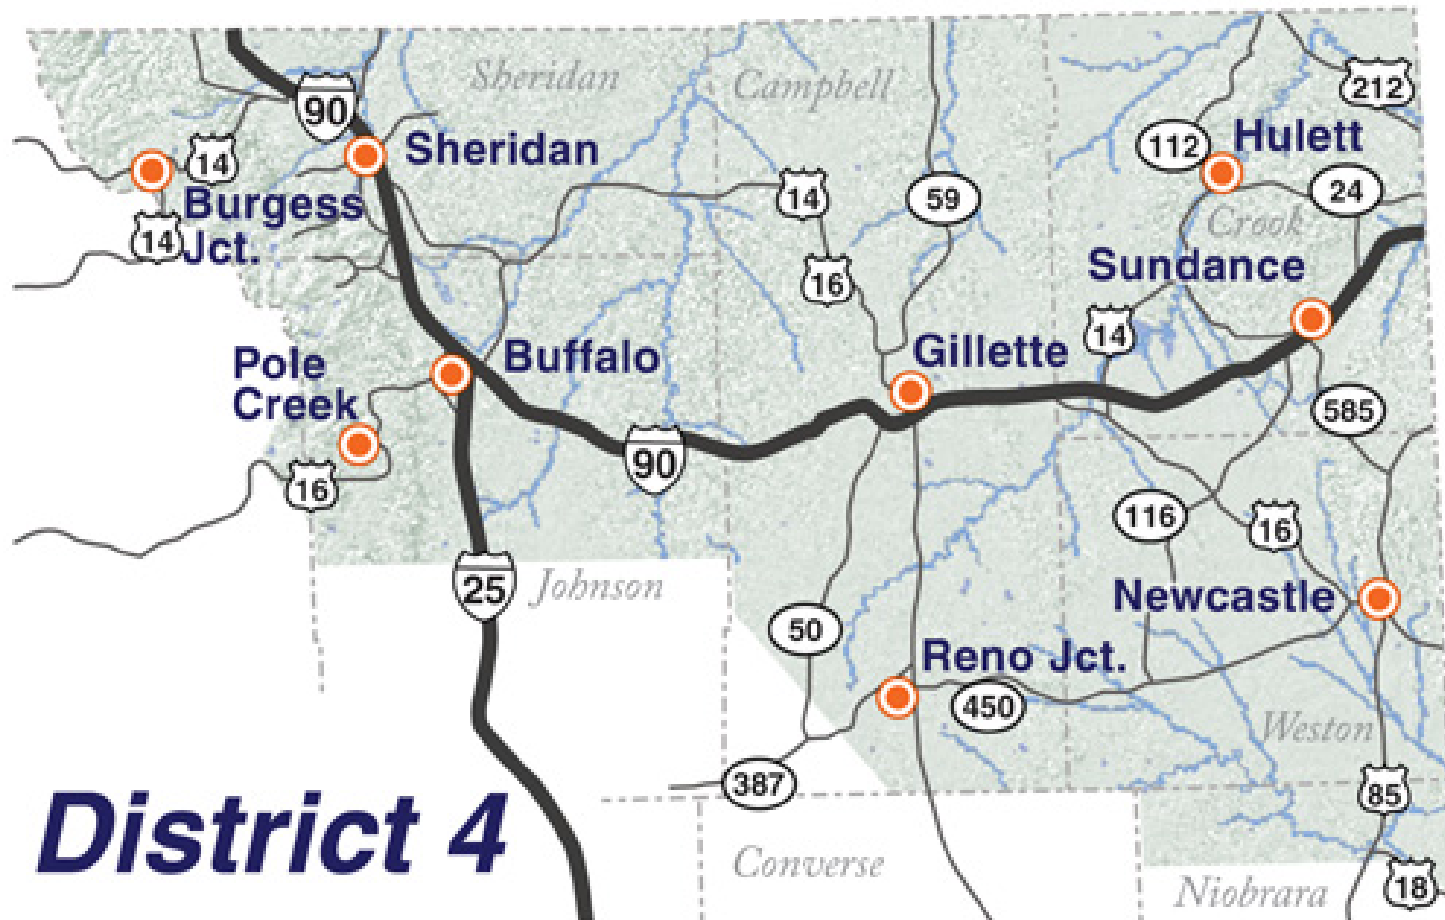 Sheridan
Campbell
212
90
112
Hulett
Sheridan
14
Burgess
Jct.
14
14
59
24
Crook
Sundance
16
14
Pole
Creek
Buffalo
Gillette
585
90
16
116
16
25
Johnson
Newcastle
50
Reno Jct.
450
Weston
387
85
District 4
Converse
Niobrara
18